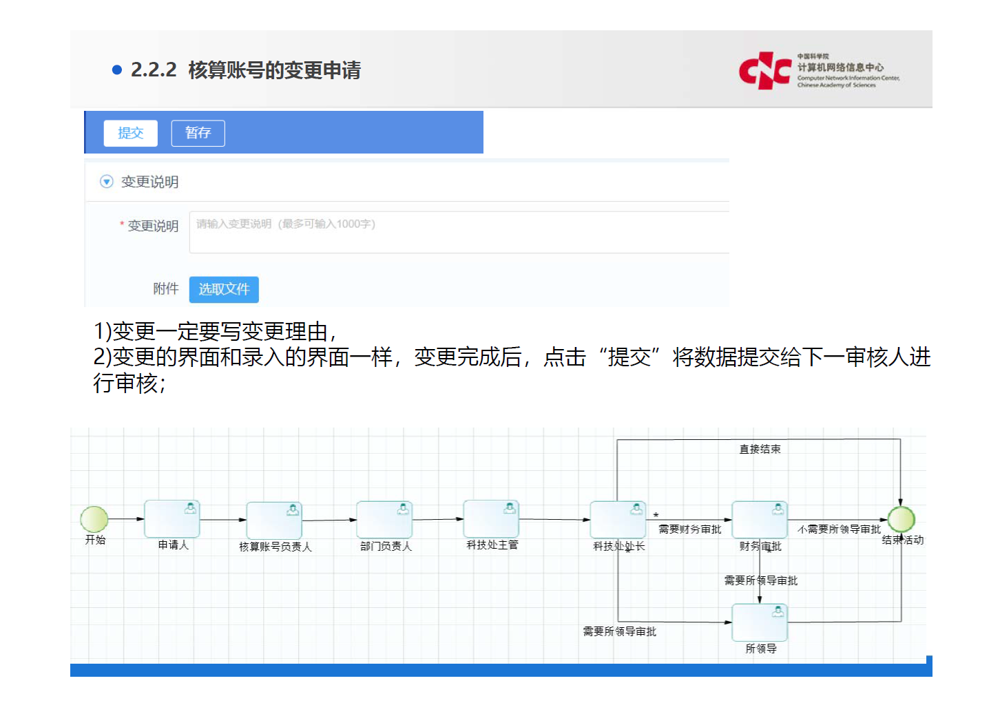 2.2.2 核算账号的变更申请
中国科学院
计算机网络信息中心
Computer Network Information Center,
Chinese Academy of Sciences
提交 暂存
变更说明
* 变更说明 请输入变更说明（最多可输入1000字）
附件 选取文件
1)变更一定要写变更理由，
2)变更的界面和录入的界面一样，变更完成后，点击“提交”将数据提交给下一审核人进
行审核；
直接结束
开始
申请人
核算账号负责人
部门负责人
科技处主管
科技处处长
*
*
需要财务审批
财务审批
*
不需要所领导审批
结束活动
需要所领导审批
需要所领导审批
所领导